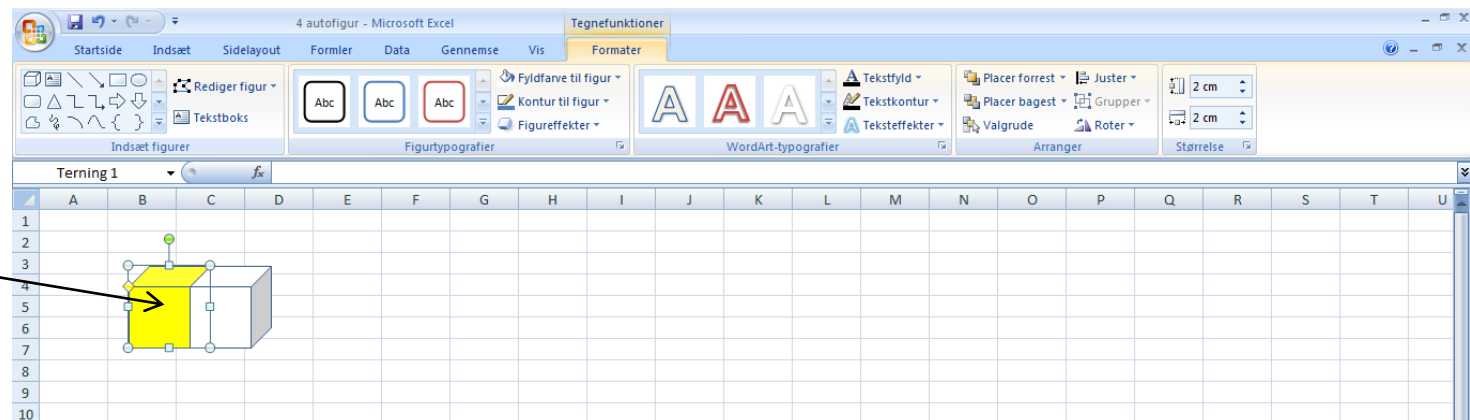 4 autofigur - Microsoft Excel Tegnefunktioner
Startside Indsæt Sidelayout Formler Data Gennemse Vis Formater
Rediger figur
Tekstboks
Indsæt figurer
Abc Abc Abc
Fyldfarve til figur
Kontur til figur
Figureffekter
Figurtypografier
A A A
A Tekstfyld
Tekstkontur
Teksteffekter
WordArt-typografier
Placer forrest Juster
Placer bagest Grupper
Valgrude Roter
Arranger
2 cm
2 cm
Størrelse
Terning 1 fx
A B C D E F G H I J K L M N O P Q R S T U
1
2
3
4
5
6
7
8
9
10